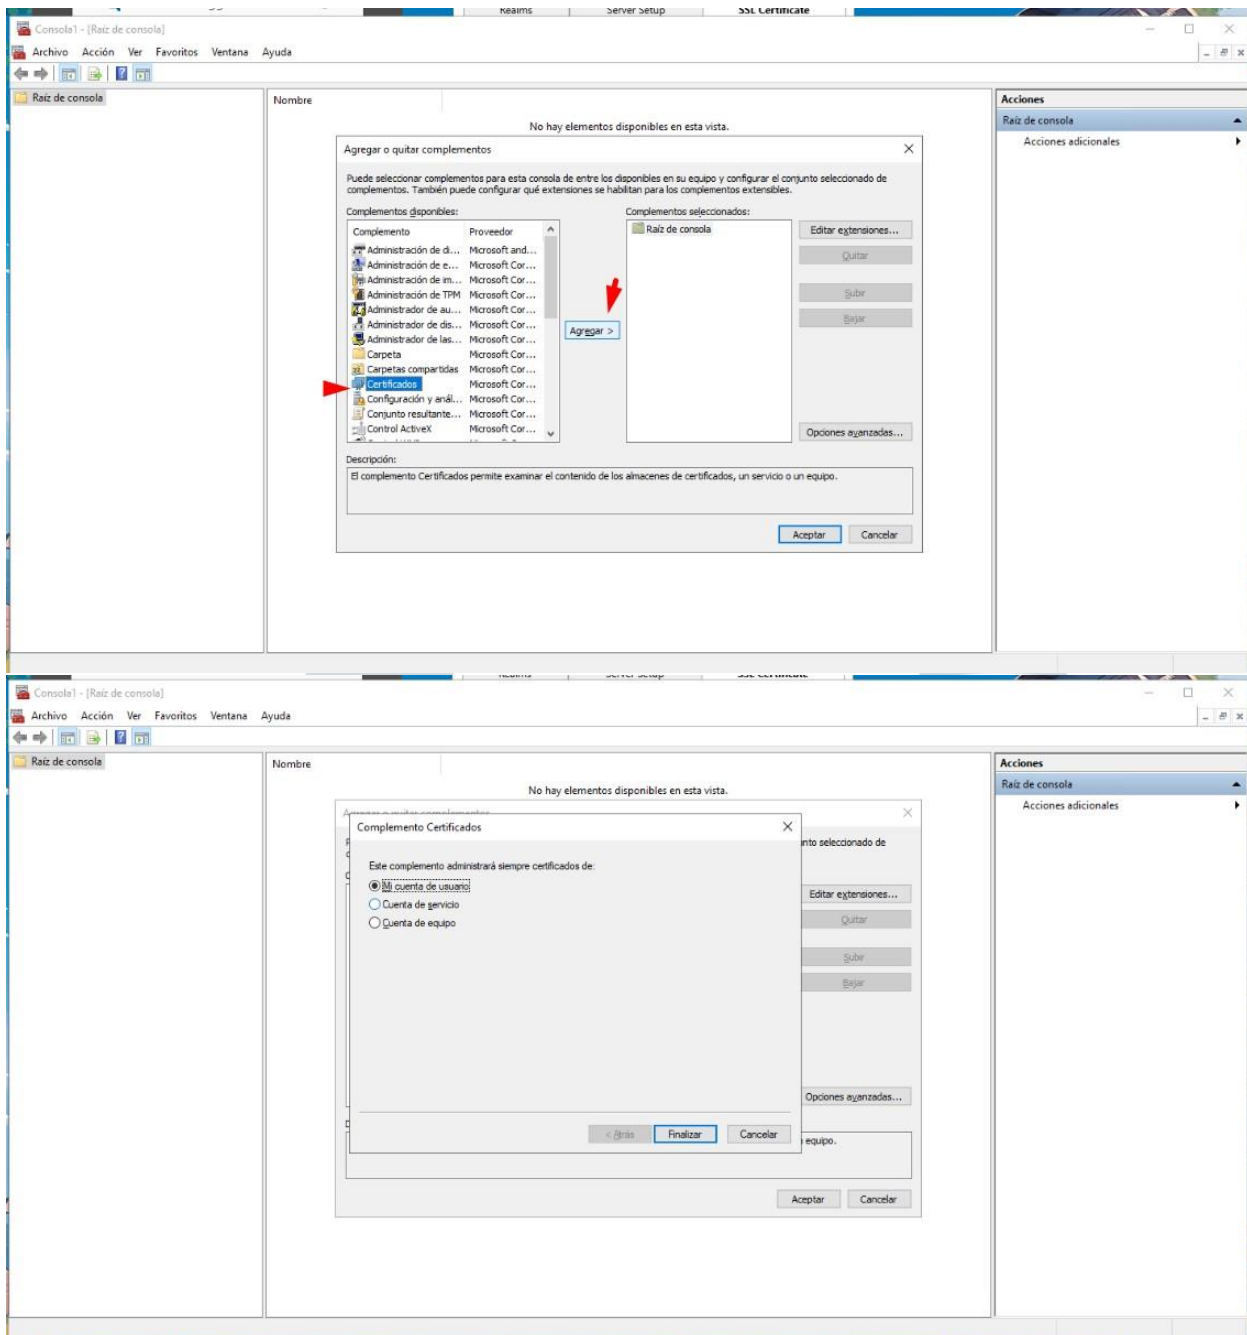 Realms Server Setup SSL Certificate
Consola1 - [Raíz de consola]
Archivo Acción Ver Favoritos Ventana Ayuda
Raíz de consola
Nombre
No hay elementos disponibles en esta vista.
Acciones
Raíz de consola
Acciones adicionales
Agregar o quitar complementos
Puede seleccionar complementos para esta consola de entre los disponibles en su equipo y configurar el conjunto seleccionado de
complementos. También puede configurar qué extensiones se habilitan para los complementos extensibles.
Complementos disponibles:
Complemento Proveedor
Administración de di... Microsoft and...
Administración de e... Microsoft Cor...
Administración de im... Microsoft Cor...
Administración de TPM Microsoft Cor...
Administrador de au... Microsoft Cor...
Administrador de dis... Microsoft Cor...
Administrador de las... Microsoft Cor...
Carpeta Microsoft Cor...
Carpetas compartidas Microsoft Cor...
Certificados Microsoft Cor...
Configuración y anál... Microsoft Cor...
Conjunto resultante... Microsoft Cor...
Control ActiveX Microsoft Cor...
Agregar >
Complementos seleccionados:
Raíz de consola
Editar extensiones...
Quitar
Subir
Bajar
Opciones avanzadas...
Descripción:
El complemento Certificados permite examinar el contenido de los almacenes de certificados, un servicio o un equipo.
Aceptar Cancelar
Consola1 - [Raíz de consola]
Archivo Acción Ver Favoritos Ventana Ayuda
Raíz de consola
Nombre
No hay elementos disponibles en esta vista.
Acciones
Raíz de consola
Acciones adicionales
Complemento Certificados
Este complemento administrará siempre certificados de:
Mi cuenta de usuario
Cuenta de servicio
Cuenta de equipo
< Atrás Finalizar Cancelar
nto seleccionado de
Editar extensiones...
Quitar
Subir
Bajar
Opciones avanzadas...
equipo.
Aceptar Cancelar